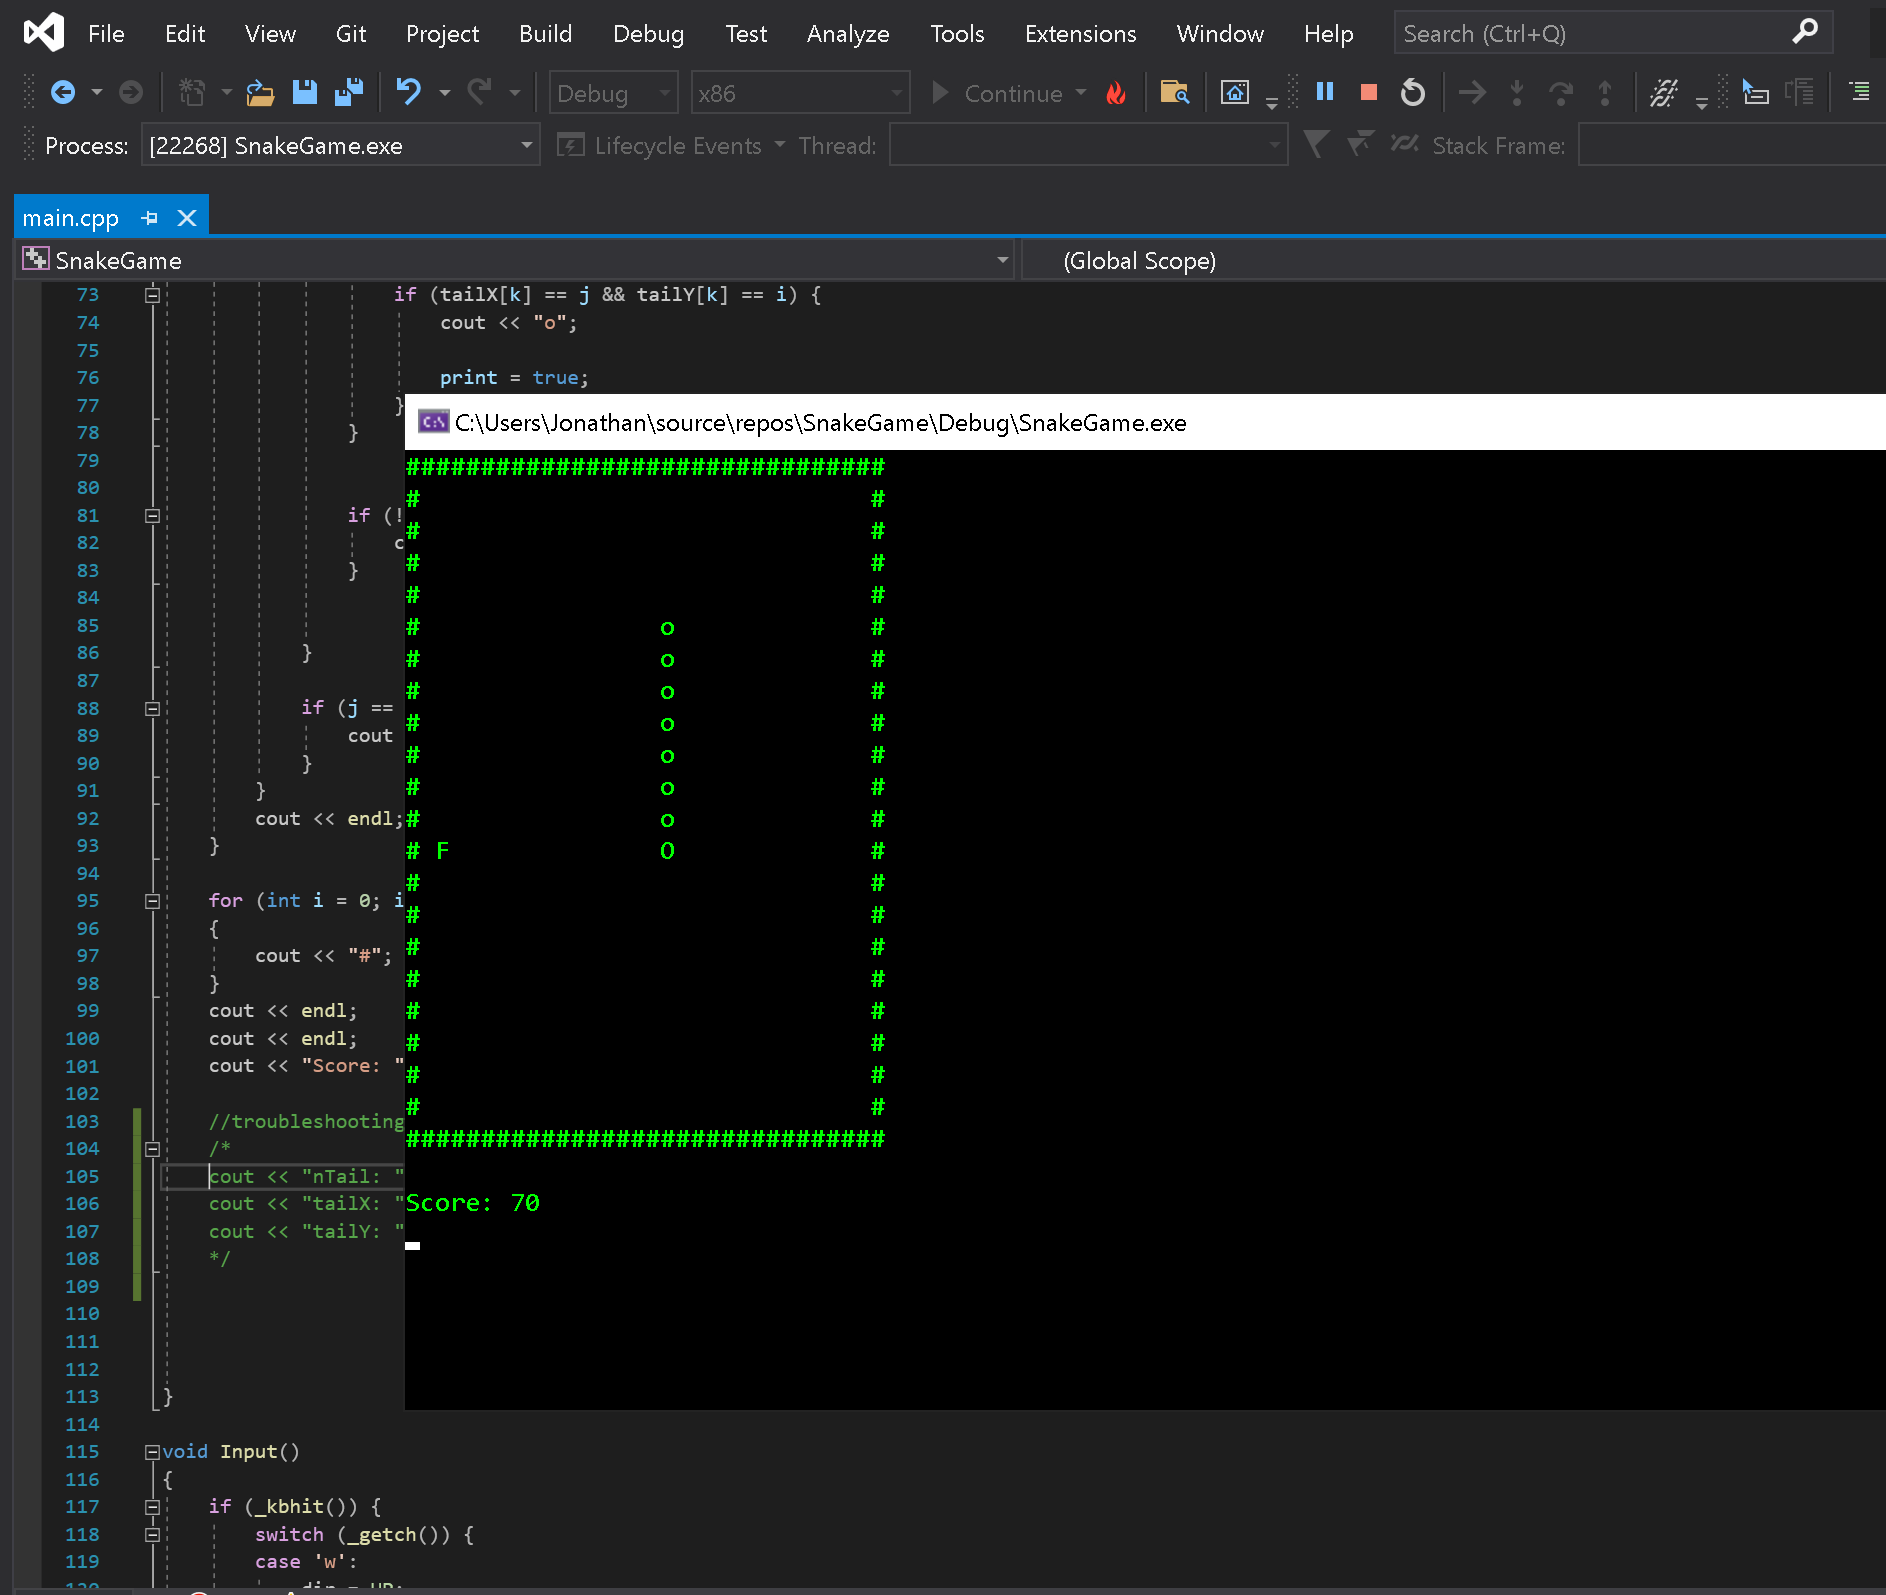 File Edit View Git Project Build Debug Test Analyze Tools Extensions Window Help Search (Ctrl+Q)
Debug x86 Continue
Process: [22268] SnakeGame.exe Lifecycle Events Thread: Stack Frame:
main.cpp
SnakeGame (Global Scope)
73 if (tailX[k] == j && tailY[k] == i) {
74 cout << "o";
75
76 print = true;
77 }
C:\Users\Jonathan\source\repos\SnakeGame\Debug\SnakeGame.exe
78 }
79
80
81 if (!
82 c
83 }
84
85
86 }
87
88 if (j ==
89 cout
90 }
91 }
92 cout << endl;
93 }
94
95 for (int i = 0; i
96 {
97 cout << "#";
98 }
99 cout << endl;
100 cout << endl;
101 cout << "Score: "
102
103 //troubleshooting
104 /*
105 cout << "nTail: "
106 cout << "tailX: "
107 cout << "tailY: "
108 */
109
110
111
112
113 }
114
115 void Input()
116 {
117 if (_kbhit()) {
118 switch (_getch()) {
119 case 'w':
################################
# #
# #
# #
# #
# o #
# o #
# o #
# o #
# o #
# o #
# o #
# F O #
# #
# #
# #
# #
# #
# #
# #
# #
################################
Score: 70